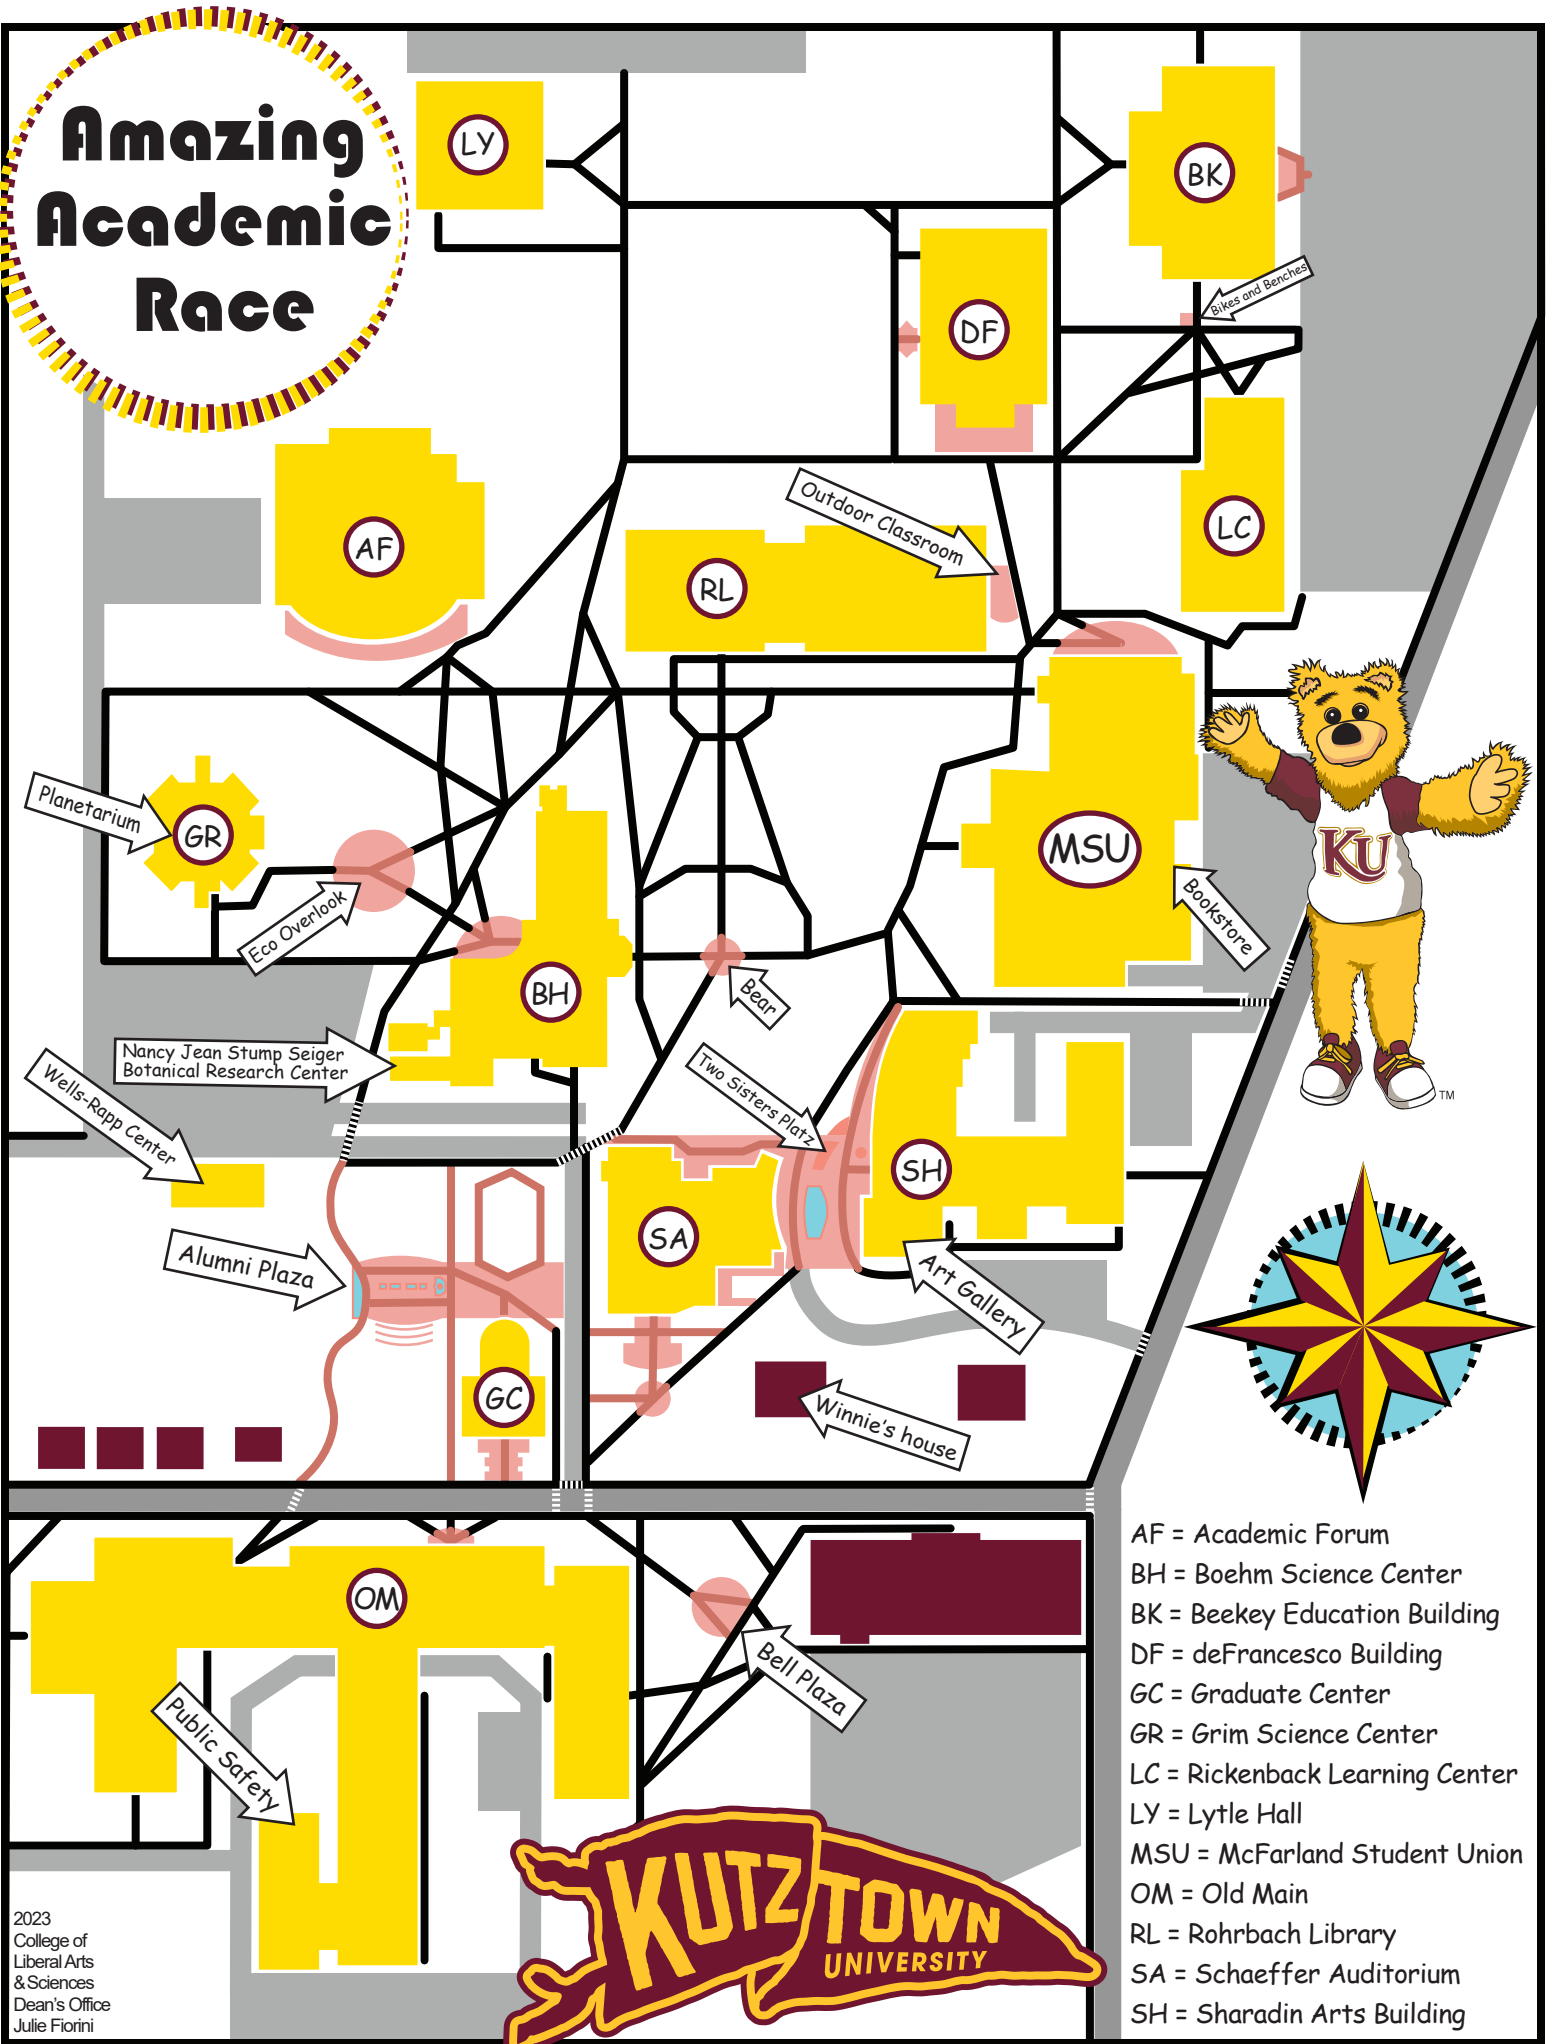 Amazing
Academic
Race
LY
BK
Bikes and Benches
DF
Outdoor Classroom
AF
LC
RL
Planetarium
GR
MSU
KU
Eco Overlook
Bookstore
BH
Bear
Nancy Jean Stump Seiger
Botanical Research Center
Two Sisters Platz
Wells-Rapp Center
TM
SH
SA
Alumni Plaza
Art Gallery
GC
Winnie's house
OM
Bell Plaza
Public Safety
AF = Academic Forum
BH = Boehm Science Center
BK = Beekey Education Building
DF = deFrancesco Building
GC = Graduate Center
GR = Grim Science Center
LC = Rickenback Learning Center
LY = Lytle Hall
MSU = McFarland Student Union
OM = Old Main
RL = Rohrbach Library
SA = Schaeffer Auditorium
SH = Sharadin Arts Building
KUTZTOWN
UNIVERSITY
2023
College of
Liberal Arts
& Sciences
Dean's Office
Julie Fiorini